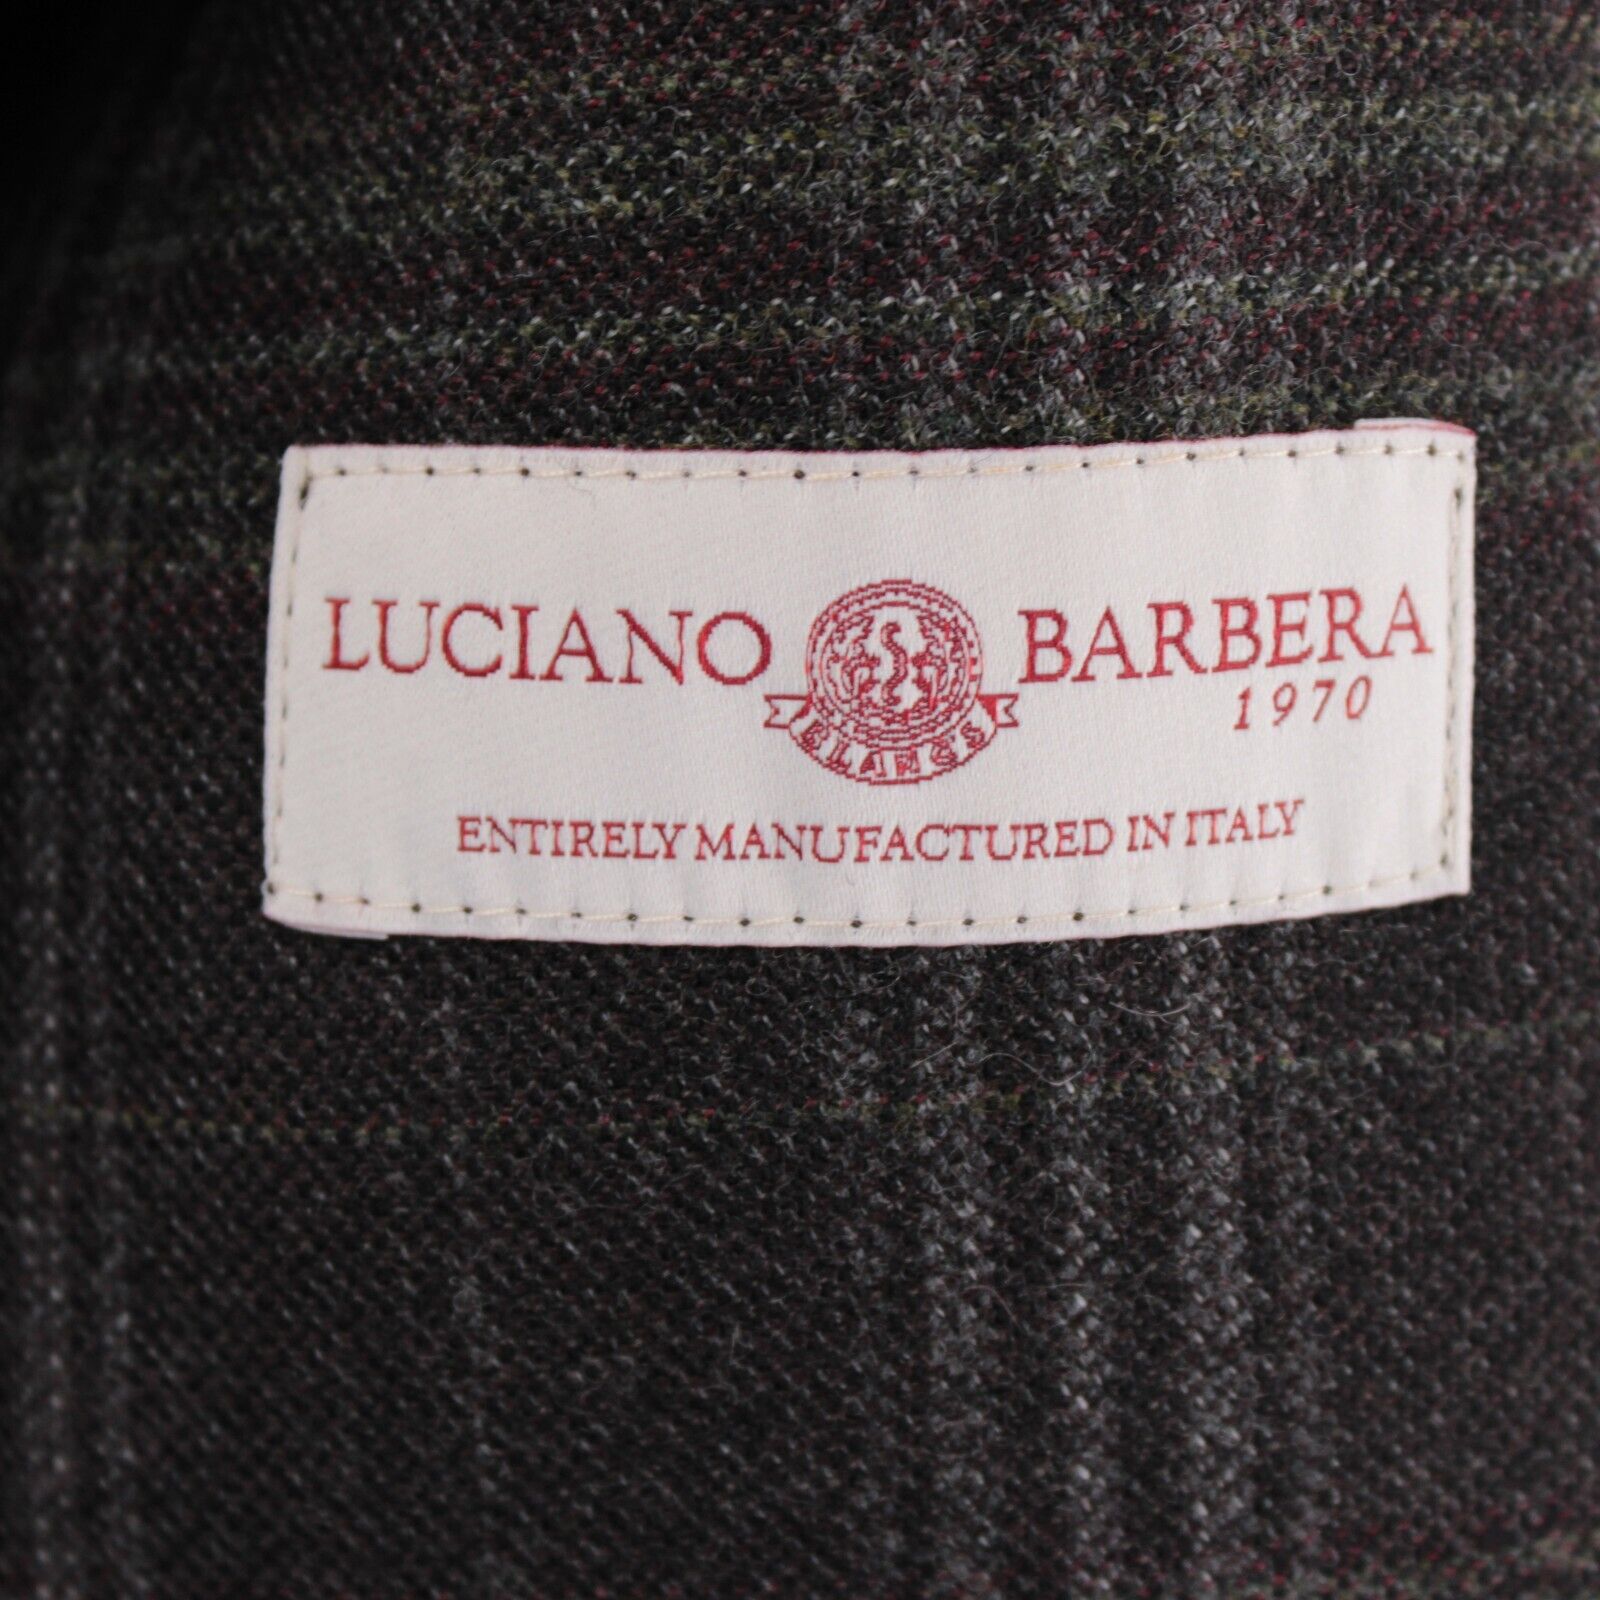 LUCIANO BARBERA
1970
ENTIRELY MANUFACTURED IN ITALY